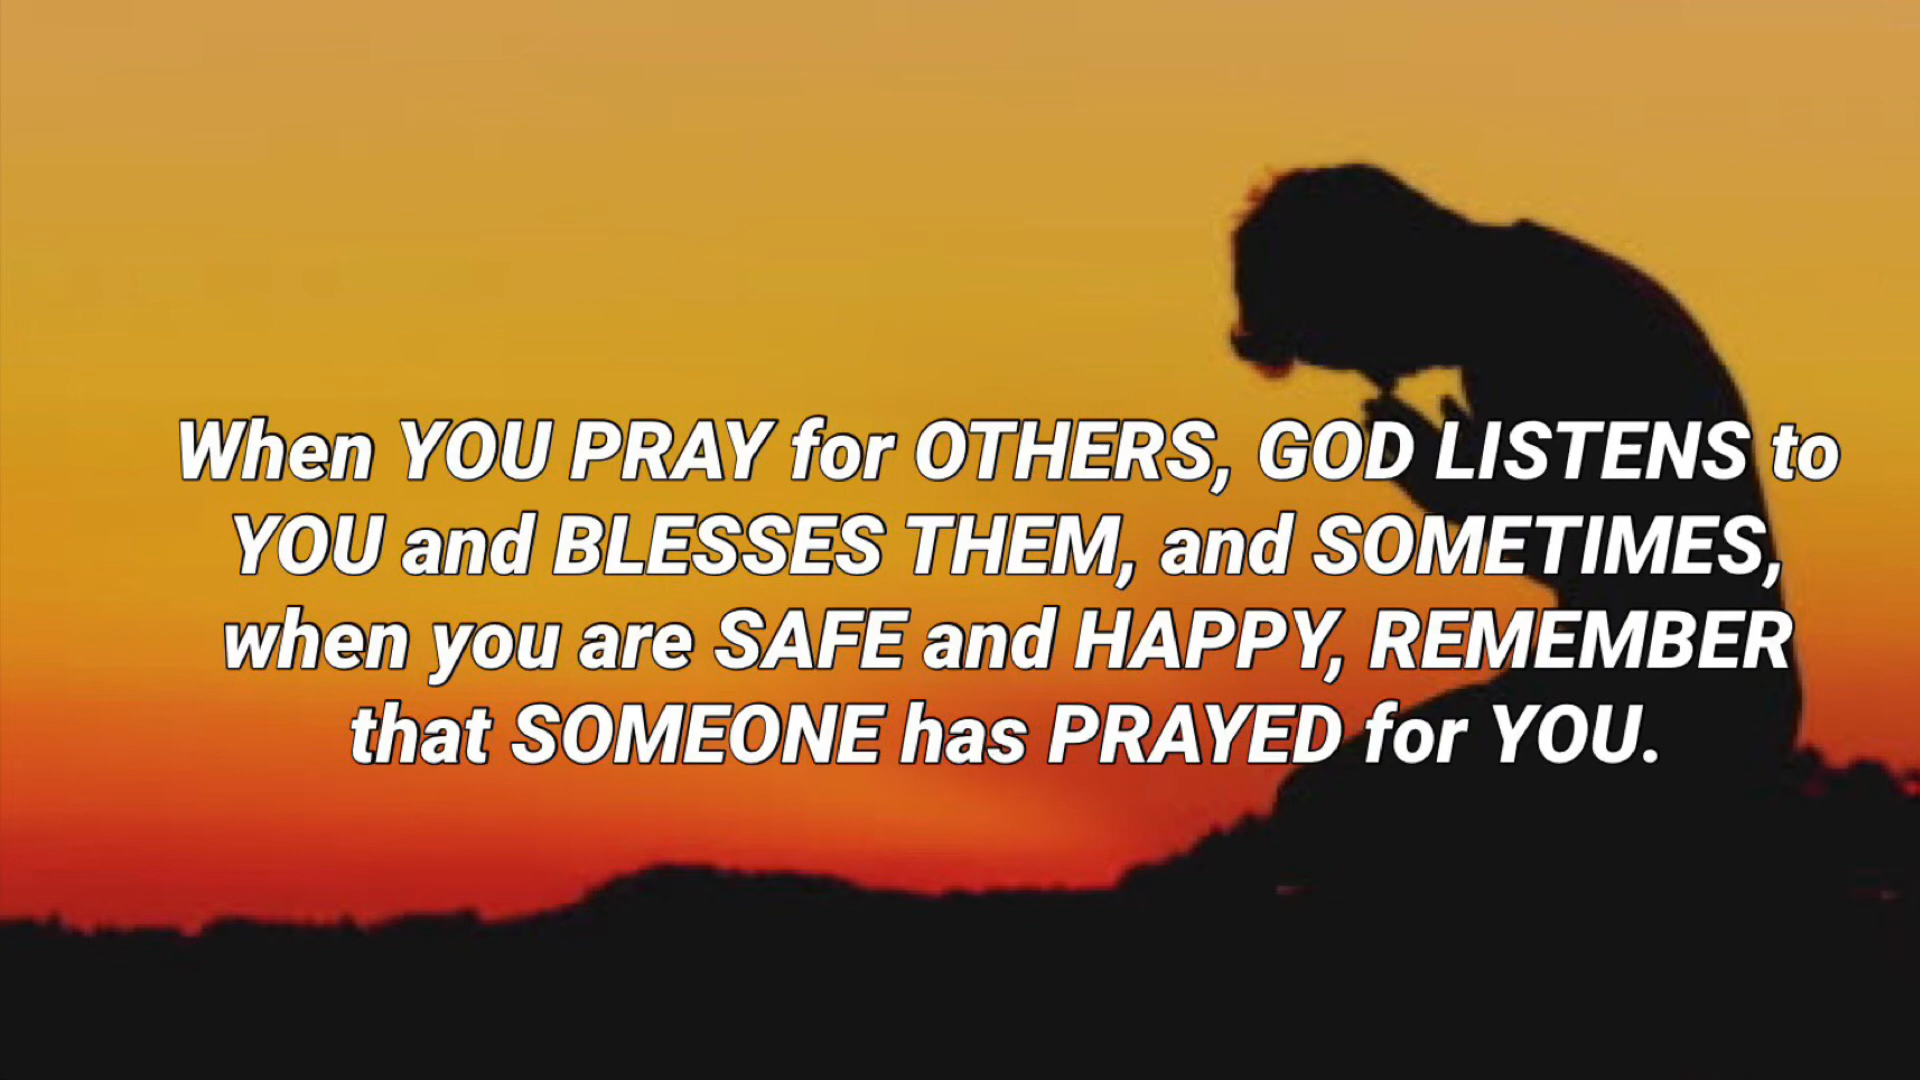 When YOU PRAY for OTHERS, GOD LISTENS to
YOU and BLESSES THEM, and SOMETIMES,
when you are SAFE and HAPPY, REMEMBER
that SOMEONE has PRAYED for YOU.